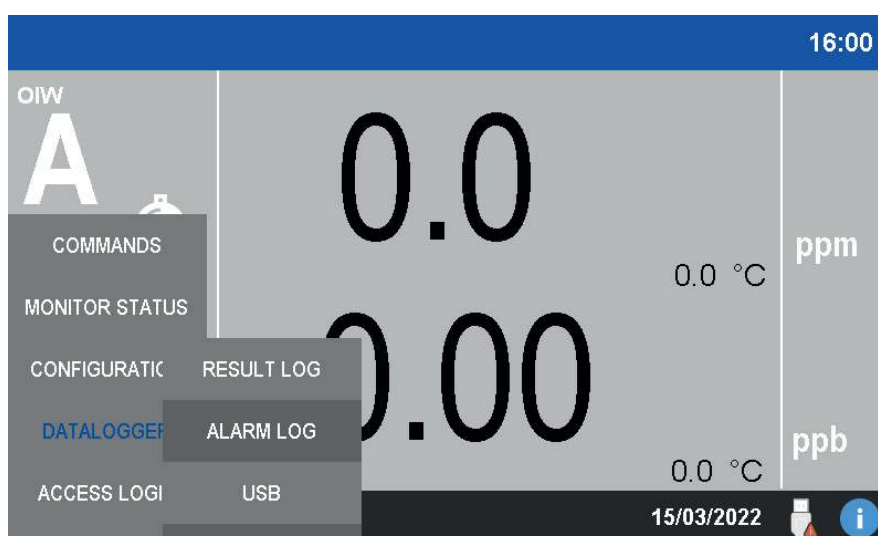 16:00
OIW
A
0.0
0.0 °C
ppm
COMMANDS
MONITOR STATUS
CONFIGURATIC
RESULT LOG
DATALOGGEF
ALARM LOG
ACCESS LOGI
USB
0.00
0.0 °C
ppb
15/03/2022
i